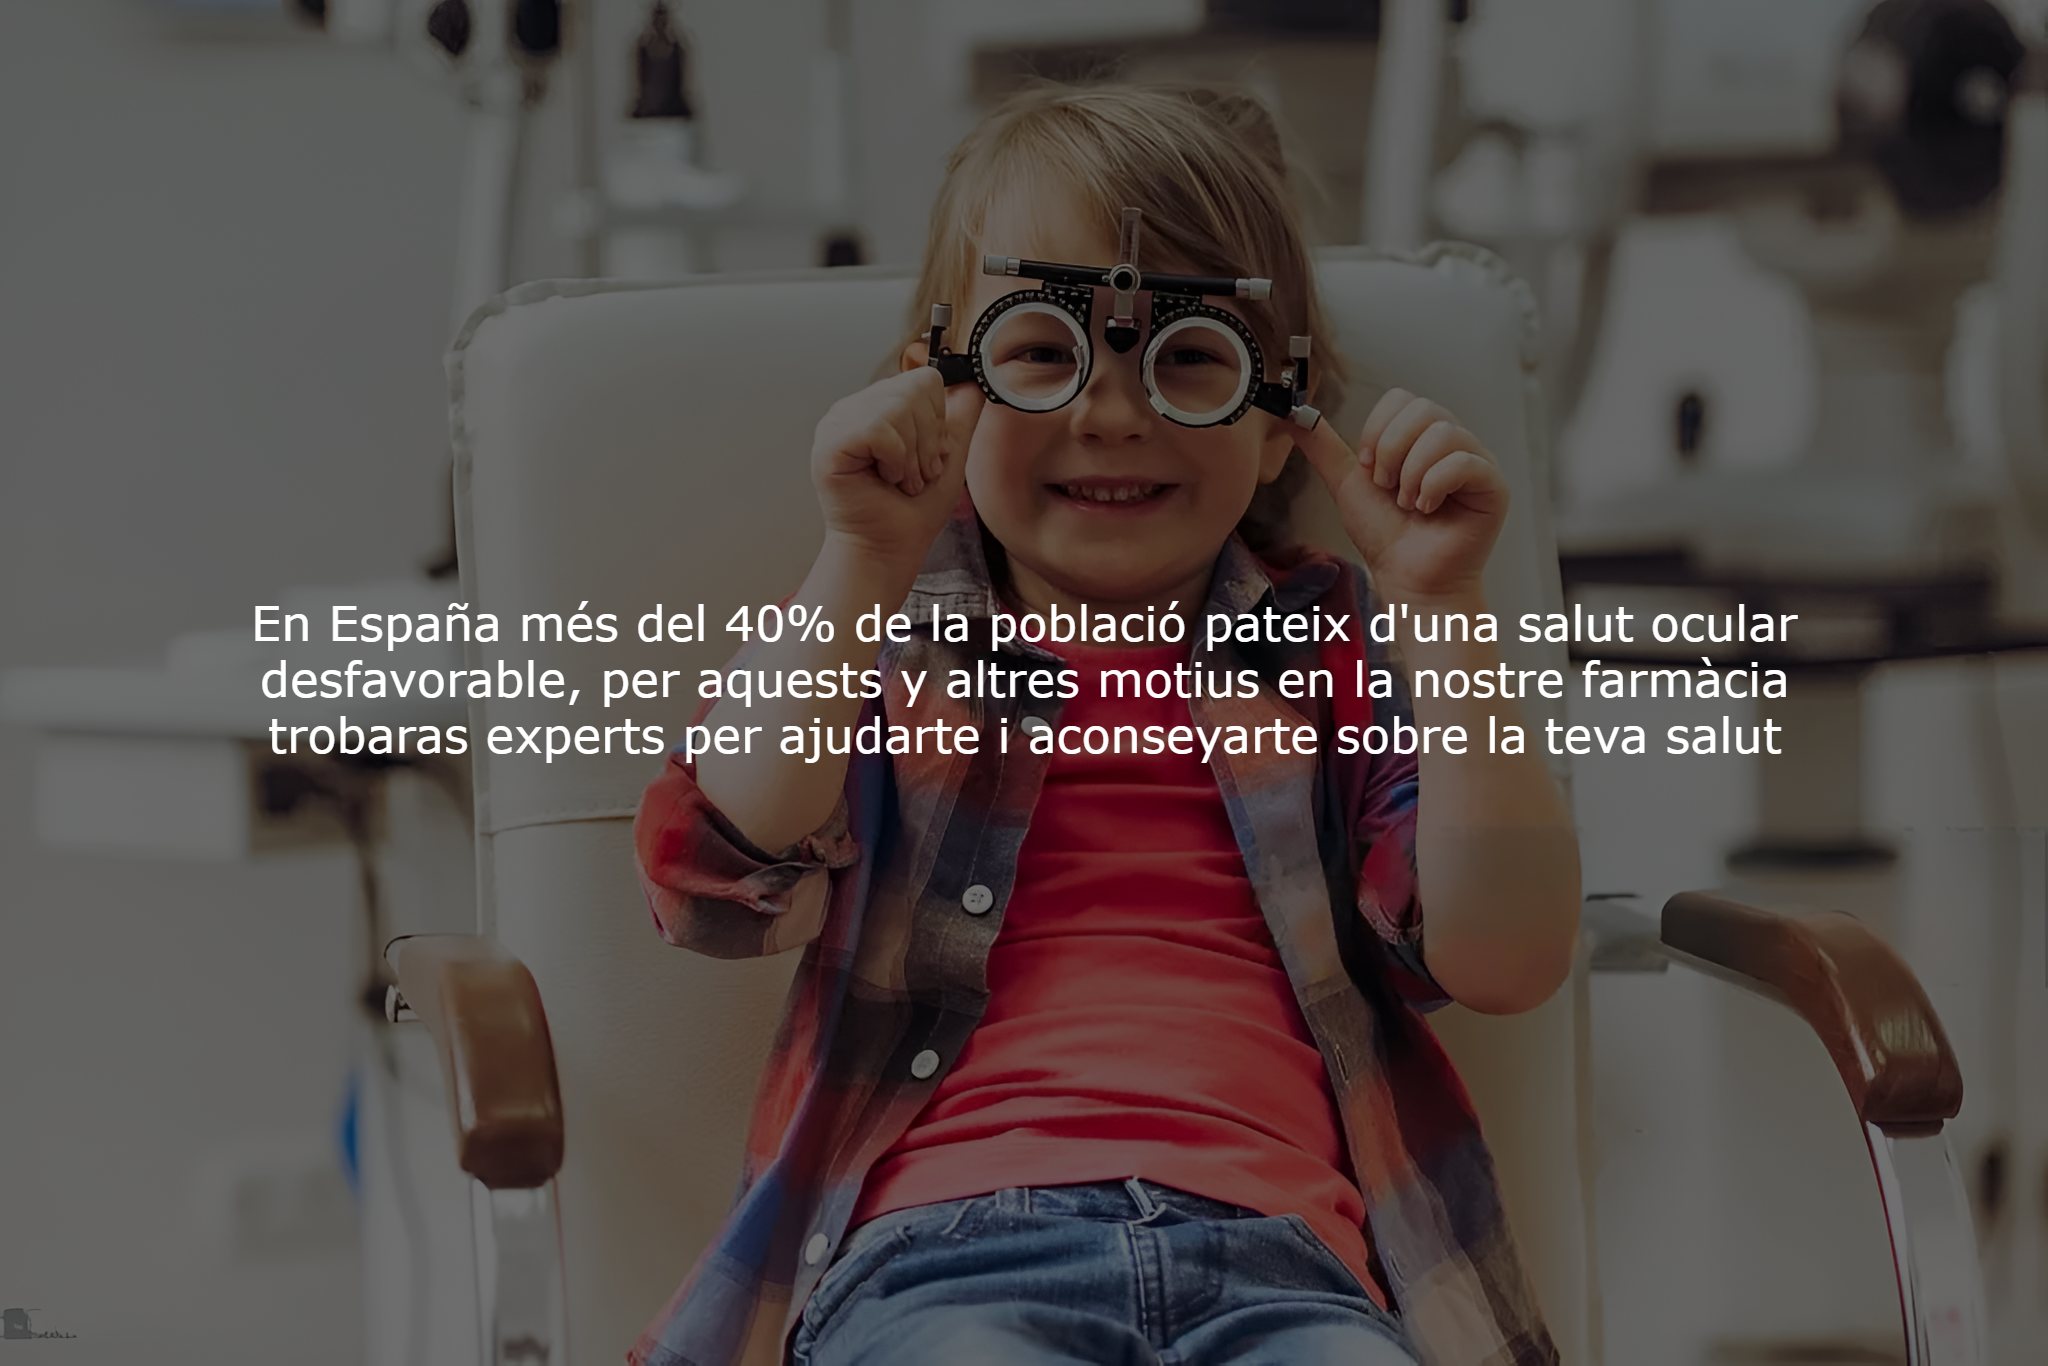 En España més del 40% de la població pateix d'una salut ocular
desfavorable, per aquests y altres motius en la nostre farmàcia
trobaras experts per ajudarte i aconseyarte sobre la teva salut